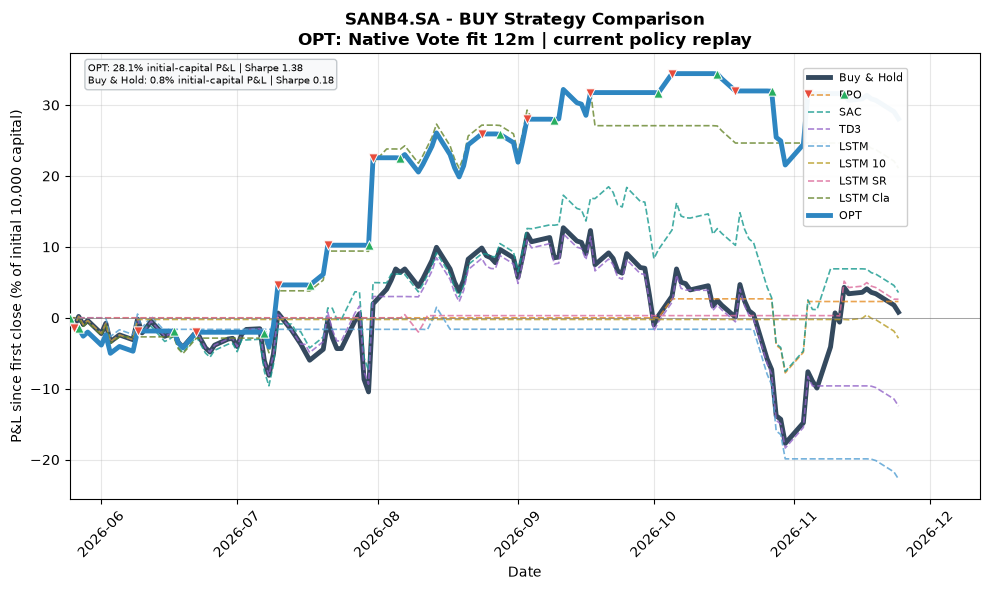 SANB4.SA - BUY Strategy Comparison
OPT: Native Vote fit 12m | current policy replay
OPT: 28.1% initial-capital P&L | Sharpe 1.38
Buy & Hold: 0.8% initial-capital P&L | Sharpe 0.18
Buy & Hold
PPO
SAC
TD3
LSTM
LSTM 10
LSTM SR
LSTM Cla
OPT
P&L since first close (% of initial 10,000 capital)
30
20
10
0
−10
−20
2026-06
2026-07
2026-08
2026-09
2026-10
2026-11
2026-12
Date